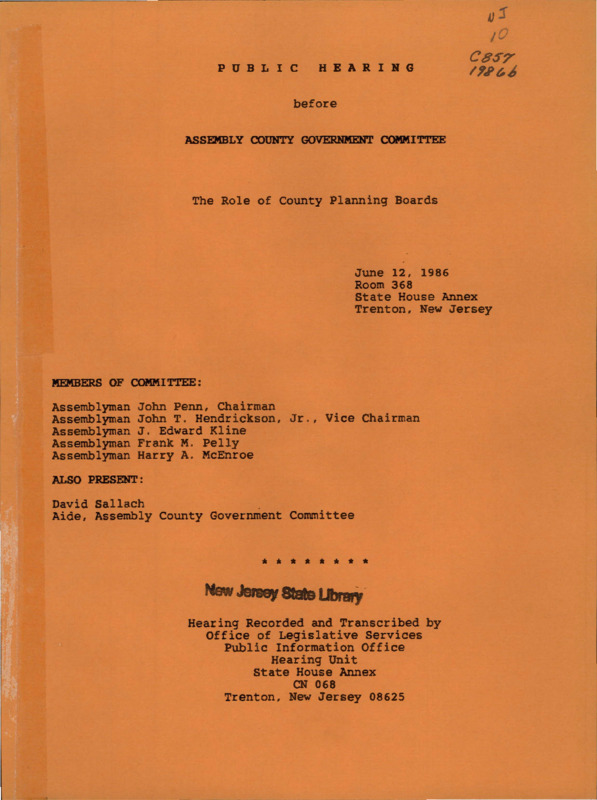 NJ
10
C857
1986b
PUBLIC HEARING
before
ASSEMBLY COUNTY GOVERNMENT COMMITTEE
The Role of County Planning Boards
June 12, 1986
Room 368
State House Annex
Trenton, New Jersey
MEMBERS OF COMMITTEE:
Assemblyman John Penn, Chairman
Assemblyman John T. Hendrickson, Jr., Vice Chairman
Assemblyman J. Edward Kline
Assemblyman Frank M. Pelly
Assemblyman Harry A. McEnroe
ALSO PRESENT:
David Sallach
Aide, Assembly County Government Committee
* * * * * * * *
New Jersey State Library
Hearing Recorded and Transcribed by
Office of Legislative Services
Public Information Office
Hearing Unit
State House Annex
CN 068
Trenton, New Jersey 08625